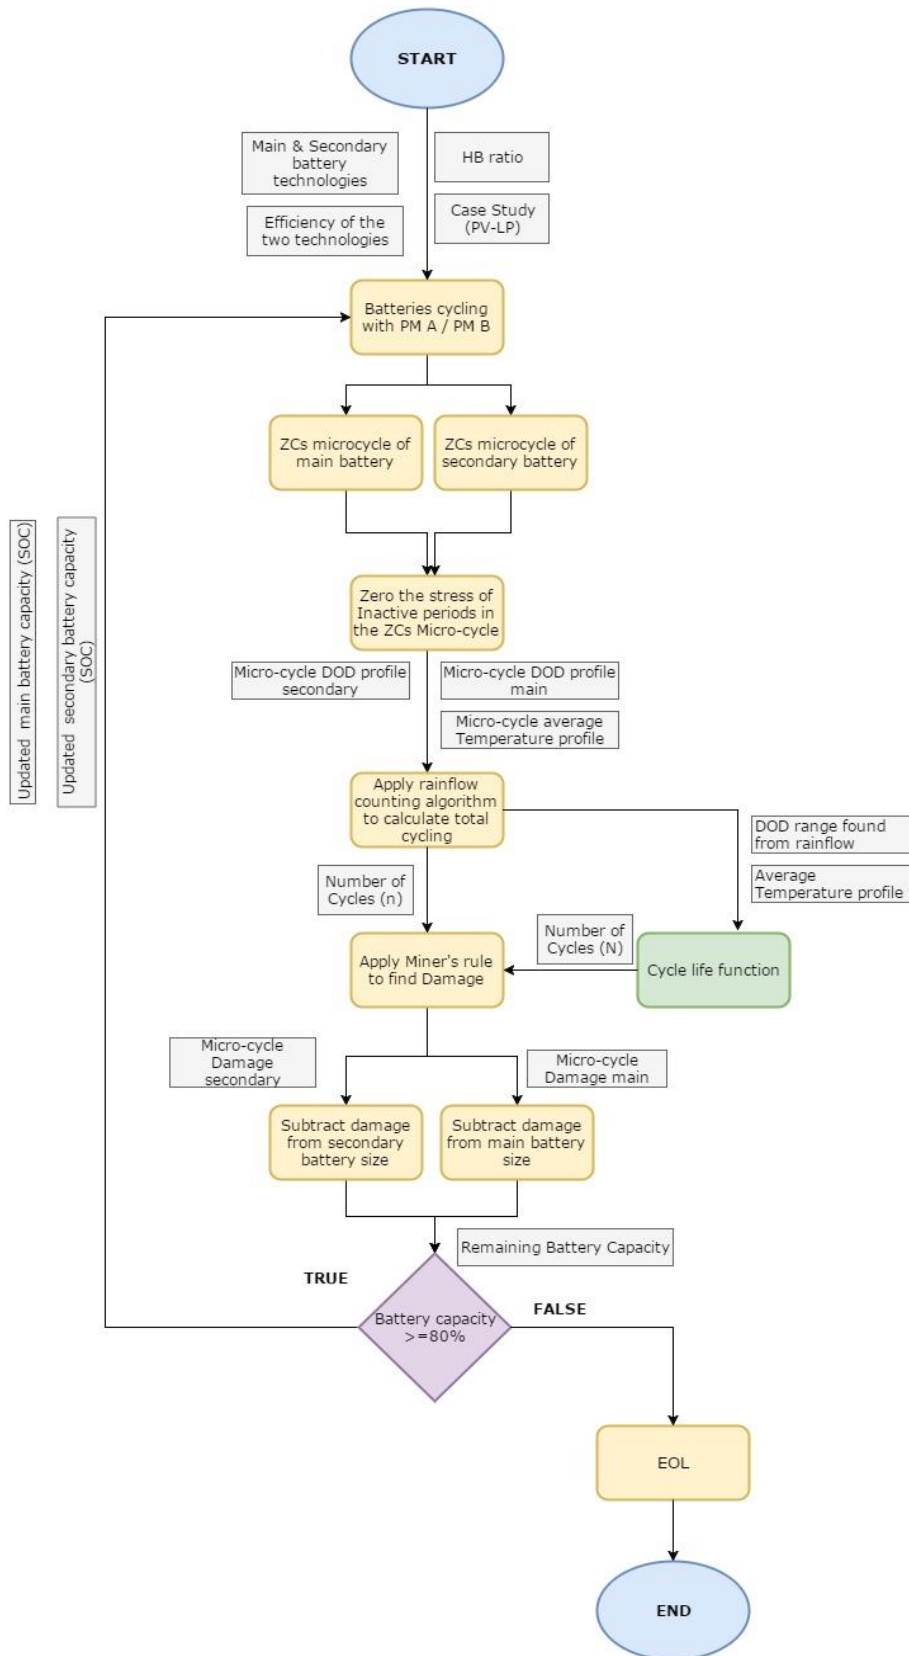 START
Main & Secondary
battery
technologies
HB ratio
Efficiency of the
two technologies
Case Study
(PV-LP)
Batteries cycling
with PM A / PM B
ZCs microcycle of
main battery
ZCs microcycle of
secondary battery
Updated main battery capacity (SOC)
Updated secondary battery capacity
(SOC)
Zero the stress of
Inactive periods in
the ZCs Micro-cycle
Micro-cycle DOD profile
secondary
Micro-cycle DOD profile
main
Micro-cycle average
Temperature profile
Apply rainflow
counting algorithm
to calculate total
cycling
DOD range found
from rainflow
Average
Temperature profile
Number of
Cycles (n)
Number of
Cycles (N)
Apply Miner's rule
to find Damage
Cycle life function
Micro-cycle
Damage
secondary
Micro-cycle
Damage main
Subtract damage
from secondary
battery size
Subtract damage
from main battery
size
Remaining Battery Capacity
TRUE
FALSE
Battery capacity
>=80%
EOL
END